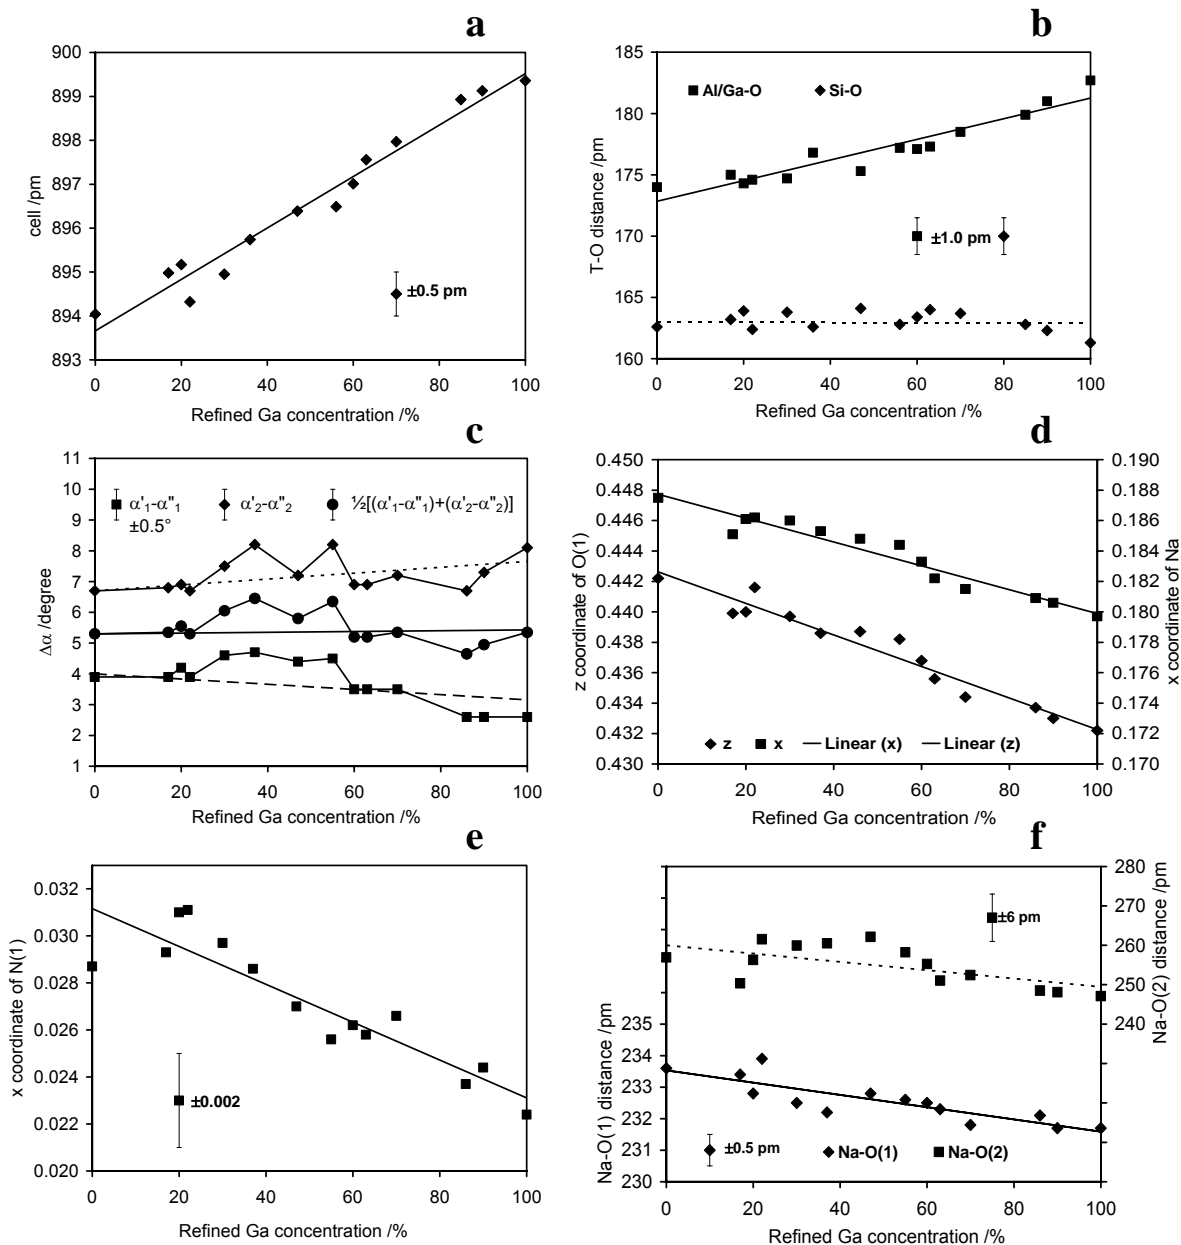 a
900
899
898
897
896
895
894
893
cell /pm
±0.5 pm
0 20 40 60 80 100
Refined Ga concentration /%
b
185
180
175
170
165
160
T-O distance /pm
Al/Ga-O Si-O
±1.0 pm
0 20 40 60 80 100
Refined Ga concentration /%
c
11
10
9
8
7
6
5
4
3
2
1
Δα /degree
α'₁-α"₁ α'₂-α"₂ ½[(α'₁-α"₁)+(α'₂-α"₂)]
±0.5°
0 20 40 60 80 100
Refined Ga concentration /%
d
0.450
0.448
0.446
0.444
0.442
0.440
0.438
0.436
0.434
0.432
0.430
z coordinate of O(1)
0.190
0.188
0.186
0.184
0.182
0.180
0.178
0.176
0.174
0.172
0.170
x coordinate of Na
z x Linear (x) Linear (z)
0 20 40 60 80 100
Refined Ga concentration /%
e
0.032
0.030
0.028
0.026
0.024
0.022
0.020
x coordinate of N(1)
±0.002
0 20 40 60 80 100
Refined Ga concentration /%
f
280
270
260
250
240
Na-O(2) distance /pm
±6 pm
235
234
233
232
231
230
Na-O(1) distance /pm
±0.5 pm Na-O(1) Na-O(2)
0 20 40 60 80 100
Refined Ga concentration /%